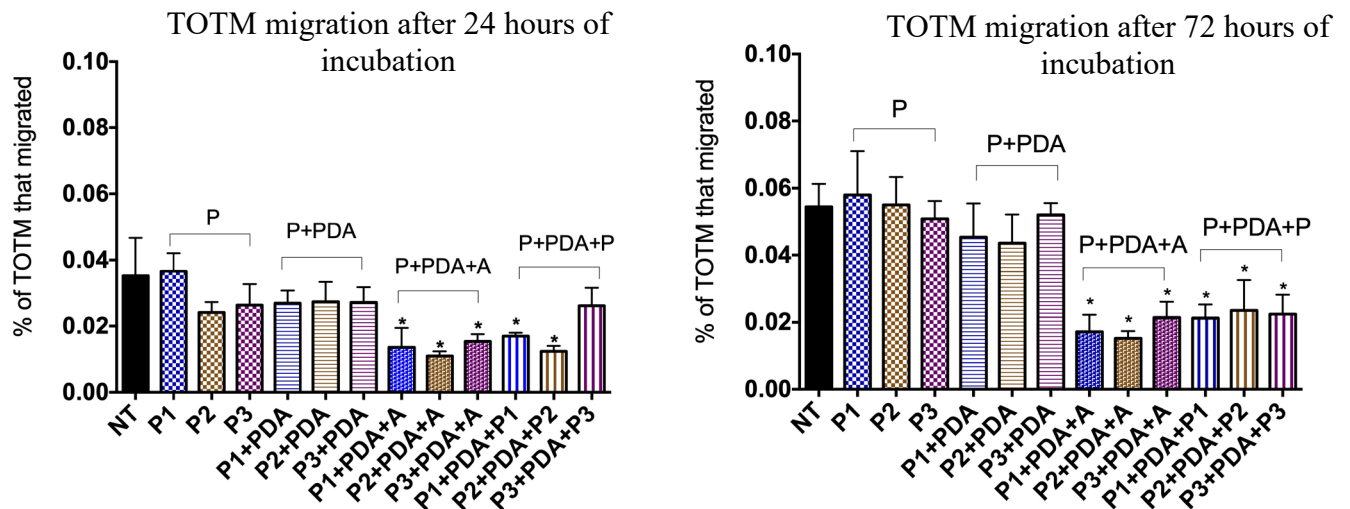 TOTM migration after 24 hours of
incubation
% of TOTM that migrated
0.10
0.08
0.06
0.04
0.02
0.00
P
P+PDA
P+PDA+A
P+PDA+P
*
*
*
*
*
NT
P1
P2
P3
P1+PDA
P2+PDA
P3+PDA
P1+PDA+A
P2+PDA+A
P3+PDA+A
P1+PDA+P1
P2+PDA+P2
P3+PDA+P3
TOTM migration after 72 hours of
incubation
% of TOTM that migrated
0.10
0.08
0.06
0.04
0.02
0.00
P
P+PDA
P+PDA+A
P+PDA+P
*
*
*
*
*
*
NT
P1
P2
P3
P1+PDA
P2+PDA
P3+PDA
P1+PDA+A
P2+PDA+A
P3+PDA+A
P1+PDA+P1
P2+PDA+P2
P3+PDA+P3